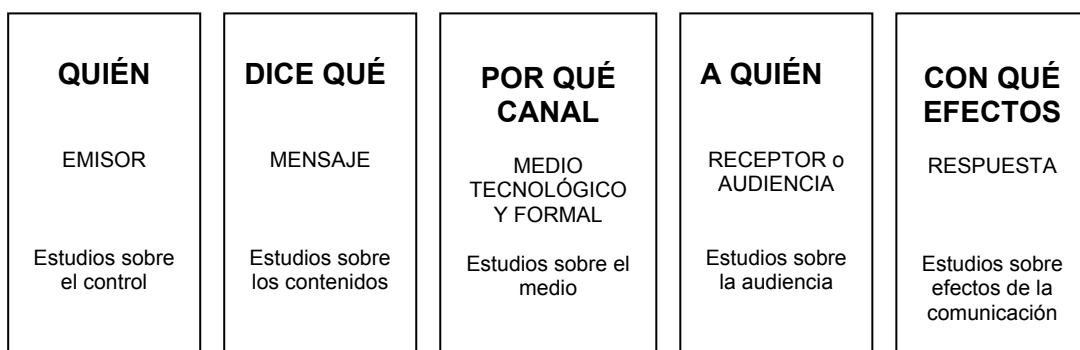 QUIÉN
EMISOR
Estudios sobre
el control
DICE QUÉ
MENSAJE
Estudios sobre
los contenidos
POR QUÉ
CANAL
MEDIO
TECNOLÓGICO
Y FORMAL
Estudios sobre el
medio
A QUIÉN
RECEPTOR o
AUDIENCIA
Estudios sobre
la audiencia
CON QUÉ
EFECTOS
RESPUESTA
Estudios sobre
efectos de la
comunicación